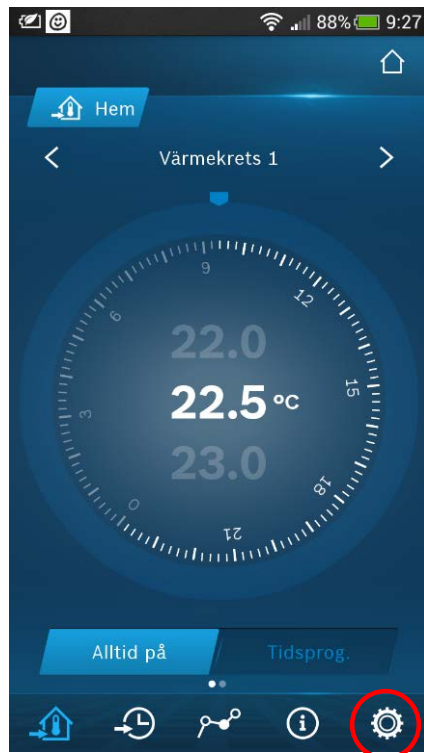 88% 9:27
Hem
Värmekrets 1
9
12
6
22.0
15
22.5 °C
3
23.0
18
0
21
Alltid på
Tidsprog.